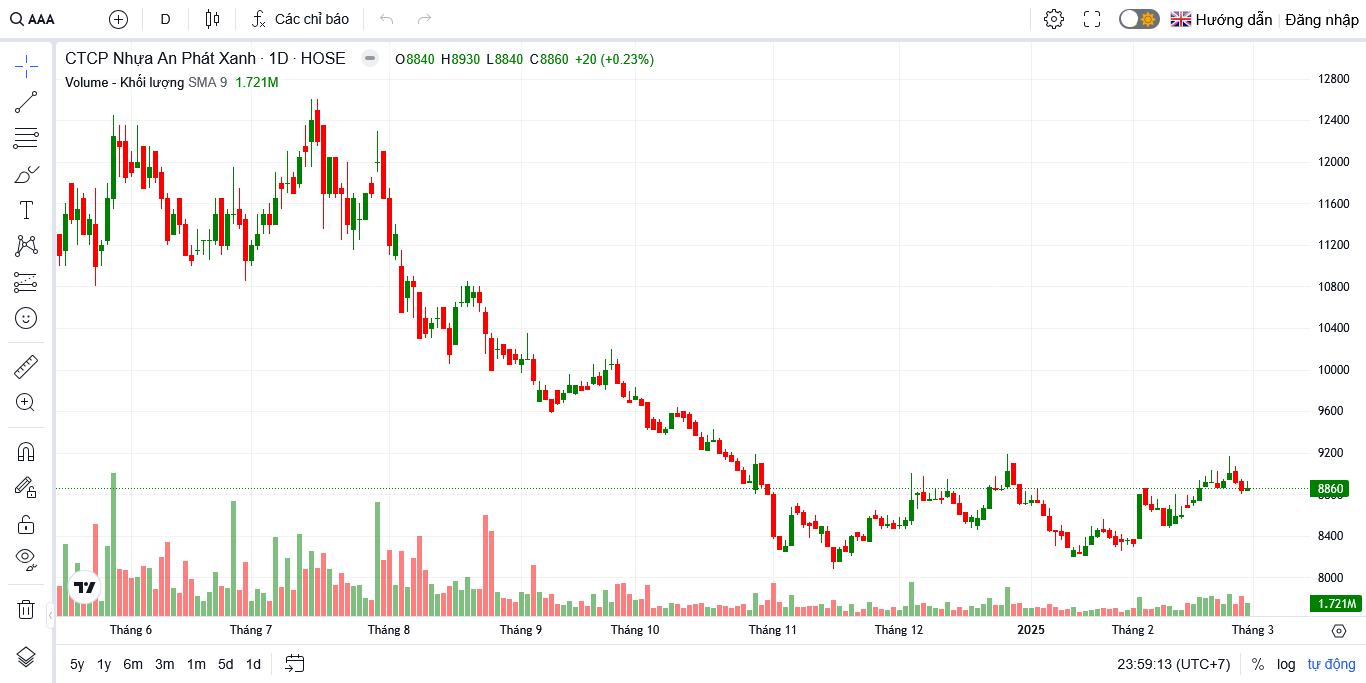 AAA D Các chỉ báo Hướng dẫn Đăng nhập
CTCP Nhựa An Phát Xanh · 1D · HOSE O8840 H8930 L8840 C8860 +20 (+0.23%)
Volume - Khối lượng SMA 9 1.721M
12800
12400
12000
11600
11200
10800
10400
10000
9600
9200
8860
8400
8000
1.721M
Tháng 6 Tháng 7 Tháng 8 Tháng 9 Tháng 10 Tháng 11 Tháng 12 2025 Tháng 2 Tháng 3
5y 1y 6m 3m 1m 5d 1d 23:59:13 (UTC+7) % log tự động